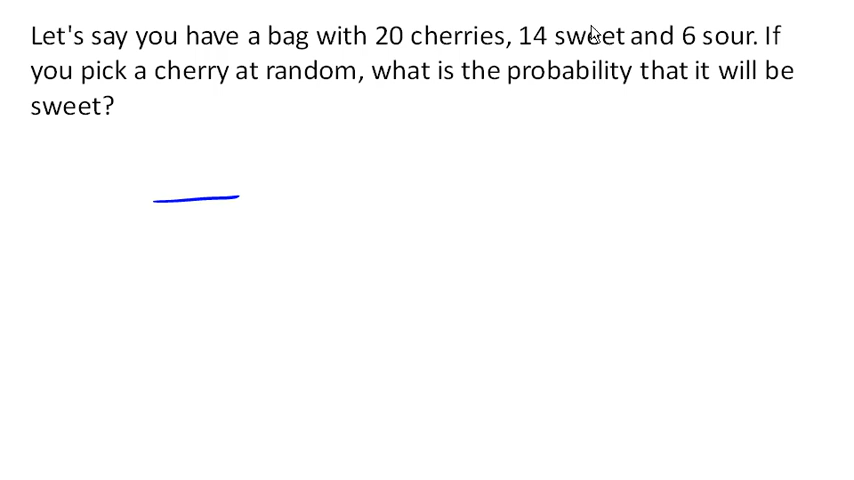 Let's say you have a bag with 20 cherries, 14 sweet and 6 sour. If
you pick a cherry at random, what is the probability that it will be
sweet?